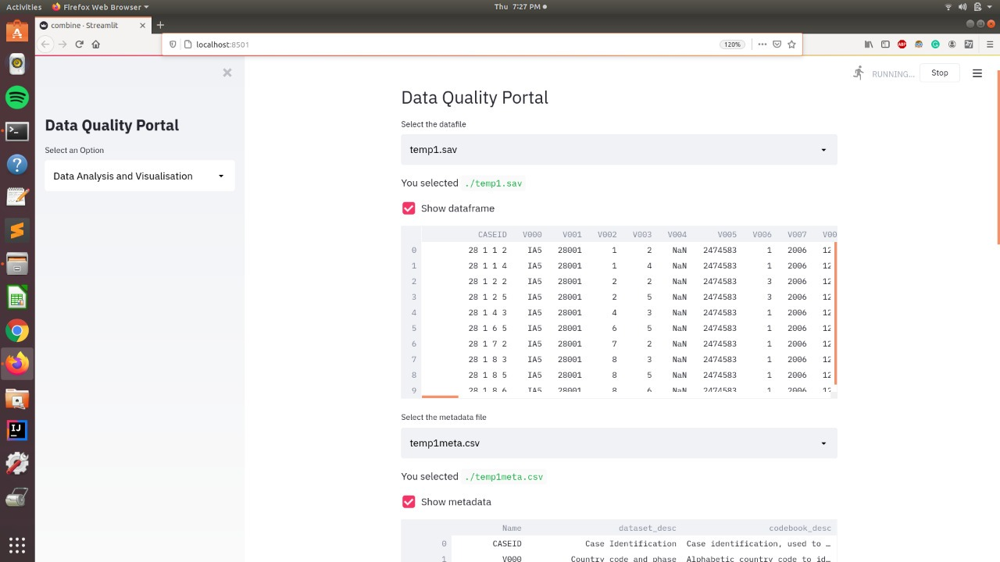 Activities Firefox Web Browser Thu 7:27 PM
combine · Streamlit
localhost:8501 120%
RUNNING... Stop
Data Quality Portal
Select an Option
Data Analysis and Visualisation
Data Quality Portal
Select the datafile
temp1.sav
You selected ./temp1.sav
Show dataframe
CASEID V000 V001 V002 V003 V004 V005 V006 V007 V00
0 28 1 1 2 IA5 28001 1 2 NaN 2474583 1 2006 12
1 28 1 1 4 IA5 28001 1 4 NaN 2474583 1 2006 12
2 28 1 2 2 IA5 28001 2 2 NaN 2474583 3 2006 12
3 28 1 2 5 IA5 28001 2 5 NaN 2474583 3 2006 12
4 28 1 4 3 IA5 28001 4 3 NaN 2474583 1 2006 12
5 28 1 6 5 IA5 28001 6 5 NaN 2474583 1 2006 12
6 28 1 7 2 IA5 28001 7 2 NaN 2474583 1 2006 12
7 28 1 8 3 IA5 28001 8 3 NaN 2474583 1 2006 12
8 28 1 8 5 IA5 28001 8 5 NaN 2474583 1 2006 12
9 28 1 8 6 IA5 28001 8 6 NaN 2474583 1 2006 12
Select the metadata file
temp1meta.csv
You selected ./temp1meta.csv
Show metadata
Name dataset_desc codebook_desc
0 CASEID Case Identification Case identification, used to …
1 V000 Country code and phase Alphabetic country code to id…
ABP
IJ